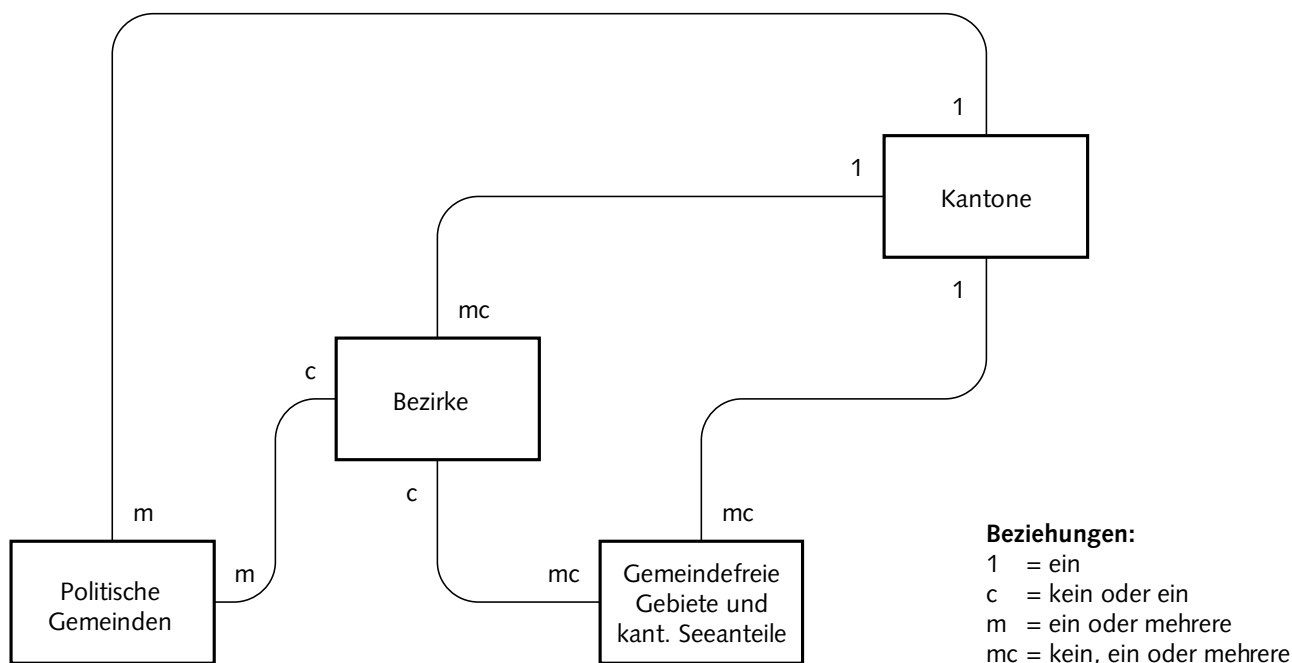 1
1
Kantone
1
mc
c
Bezirke
c
m
mc
m
mc
Politische
Gemeinden
Gemeindefreie
Gebiete und
kant. Seeanteile
Beziehungen:
1 = ein
c = kein oder ein
m = ein oder mehrere
mc = kein, ein oder mehrere